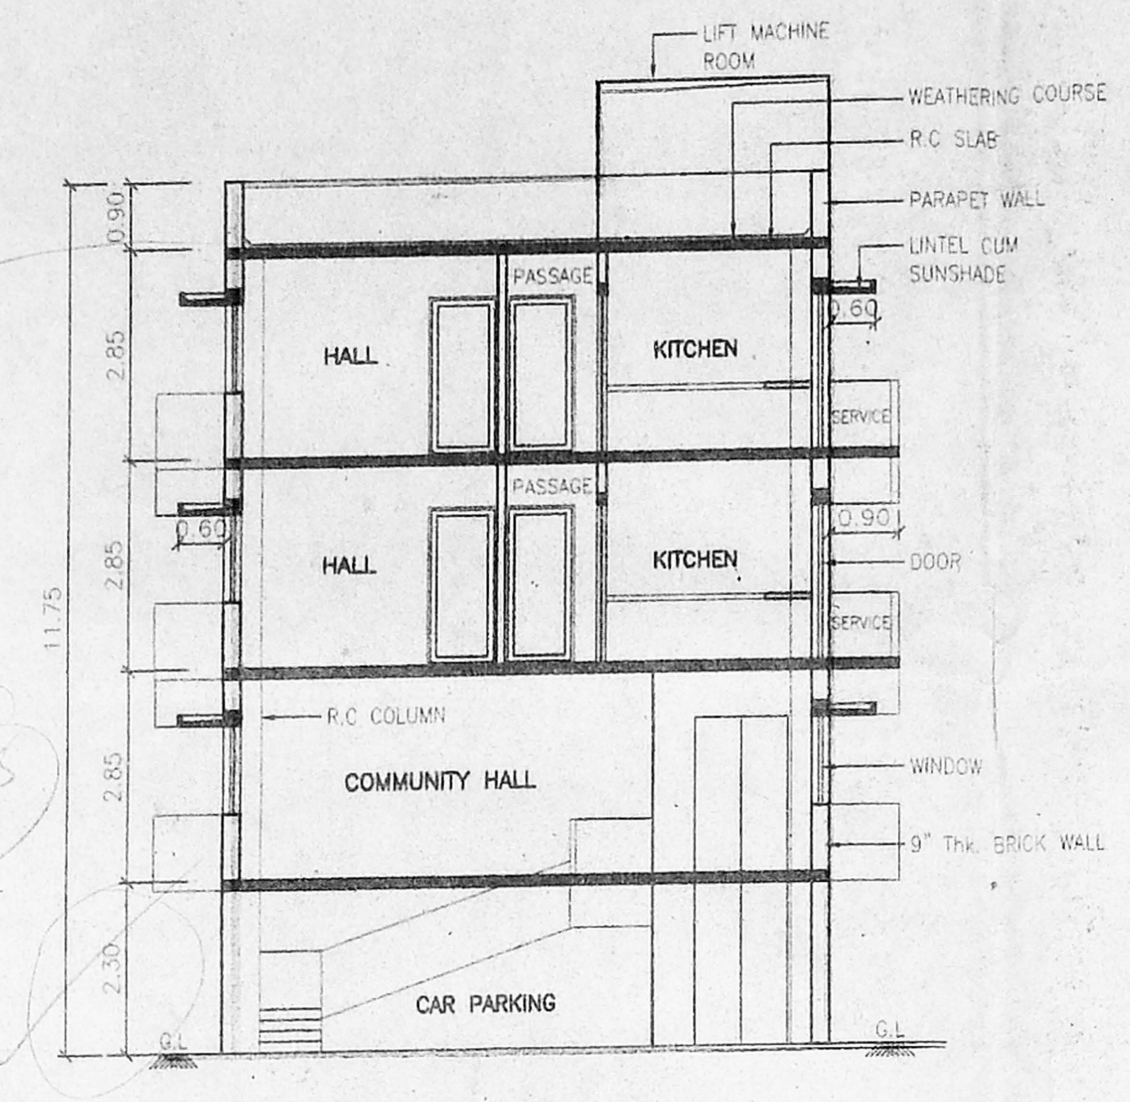 LIFT MACHINE
ROOM
WEATHERING COURSE
R.C SLAB
PARAPET WALL
LINTEL CUM
SUNSHADE
0.90
PASSAGE
0.60
HALL
KITCHEN
2.85
SERVICE
PASSAGE
0.60
0.90
HALL
KITCHEN
DOOR
2.85
11.75
SERVICE
R.C COLUMN
COMMUNITY HALL
WINDOW
2.85
9" Thk. BRICK WALL
2.30
CAR PARKING
G.L
G.L